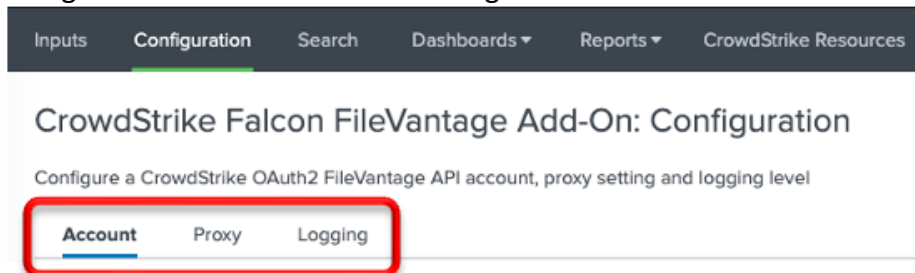 Inputs Configuration Search Dashboards Reports CrowdStrike Resources
CrowdStrike Falcon FileVantage Add-On: Configuration
Configure a CrowdStrike OAuth2 FileVantage API account, proxy setting and logging level
Account Proxy Logging